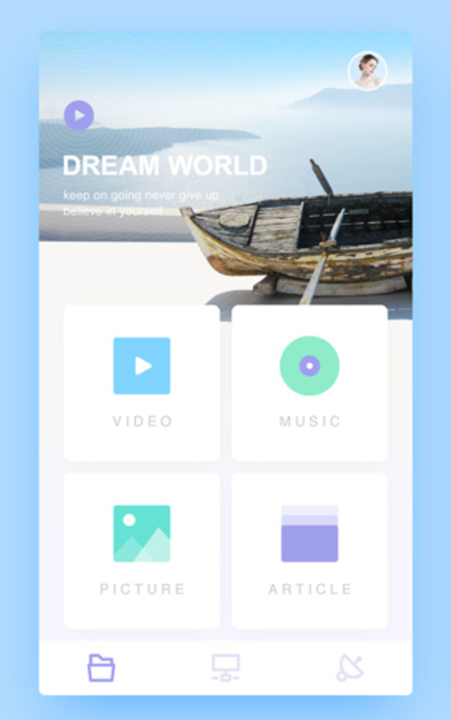 DREAM WORLD
keep on going never give up
believe in yourself
VIDEO
MUSIC
PICTURE
ARTICLE